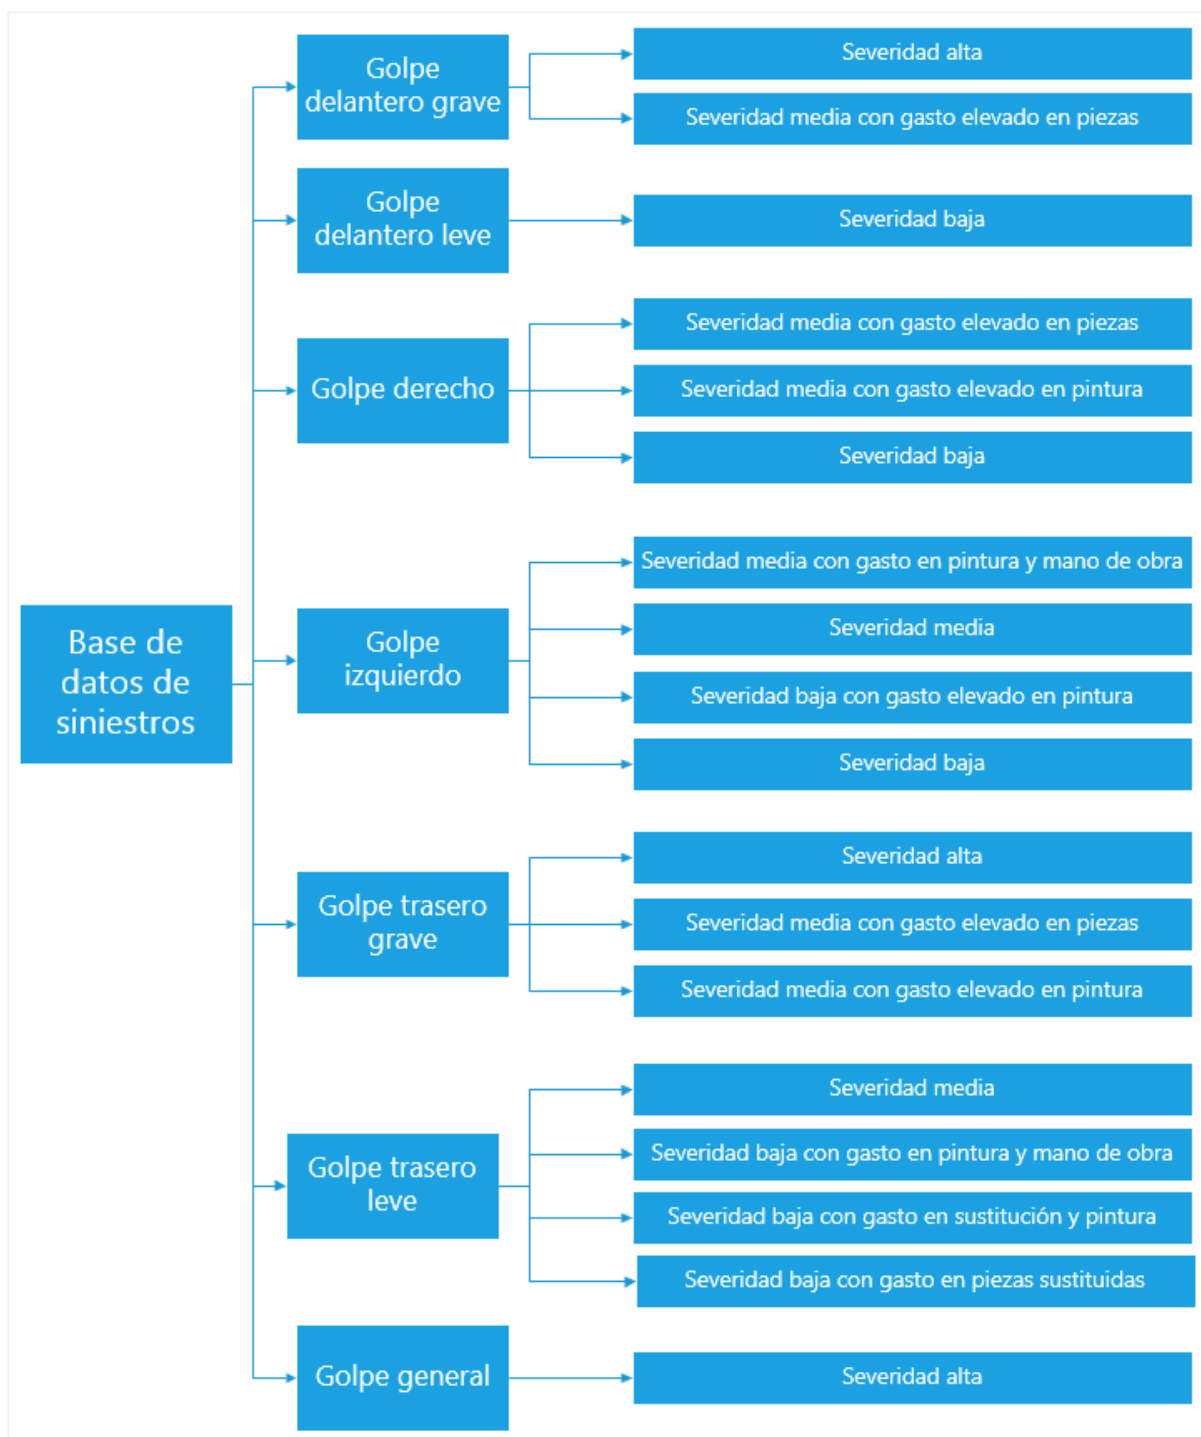 Base de
datos de
siniestros
Golpe
delantero grave
Severidad alta
Severidad media con gasto elevado en piezas
Golpe
delantero leve
Severidad baja
Golpe derecho
Severidad media con gasto elevado en piezas
Severidad media con gasto elevado en pintura
Severidad baja
Golpe
izquierdo
Severidad media con gasto en pintura y mano de obra
Severidad media
Severidad baja con gasto elevado en pintura
Severidad baja
Golpe trasero
grave
Severidad alta
Severidad media con gasto elevado en piezas
Severidad media con gasto elevado en pintura
Golpe trasero
leve
Severidad media
Severidad baja con gasto en pintura y mano de obra
Severidad baja con gasto en sustitución y pintura
Severidad baja con gasto en piezas sustituidas
Golpe general
Severidad alta